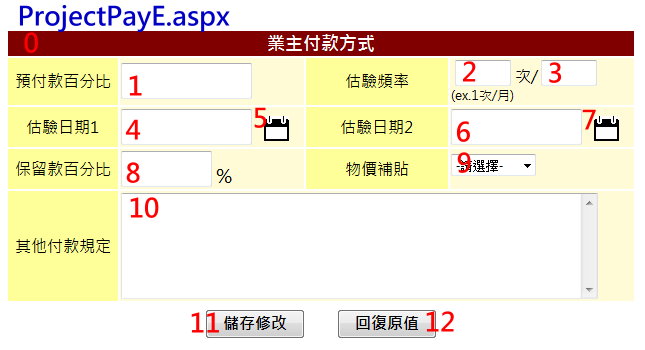 ProjectPayE.aspx
0 業主付款方式
預付款百分比 1 估驗頻率 2 次/ 3
(ex.1次/月)
估驗日期1 4 5 估驗日期2 6 7
保留款百分比 8 % 物價補貼 9 -請選擇-
其他付款規定 10
11 儲存修改 回復原值 12